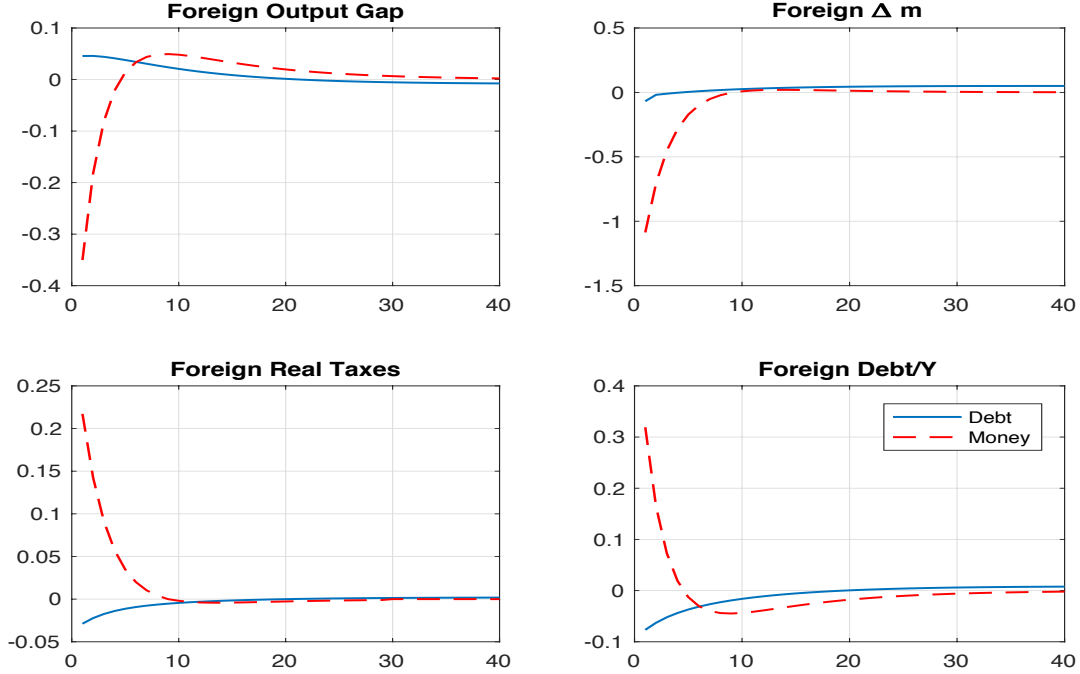 Foreign Output Gap
0.1
0
-0.1
-0.2
-0.3
-0.4
0 10 20 30 40
Foreign Δ m
0.5
0
-0.5
-1
-1.5
0 10 20 30 40
Foreign Real Taxes
0.25
0.2
0.15
0.1
0.05
0
-0.05
0 10 20 30 40
Foreign Debt/Y
0.4
0.3
0.2
0.1
0
-0.1
Debt
Money
0 10 20 30 40